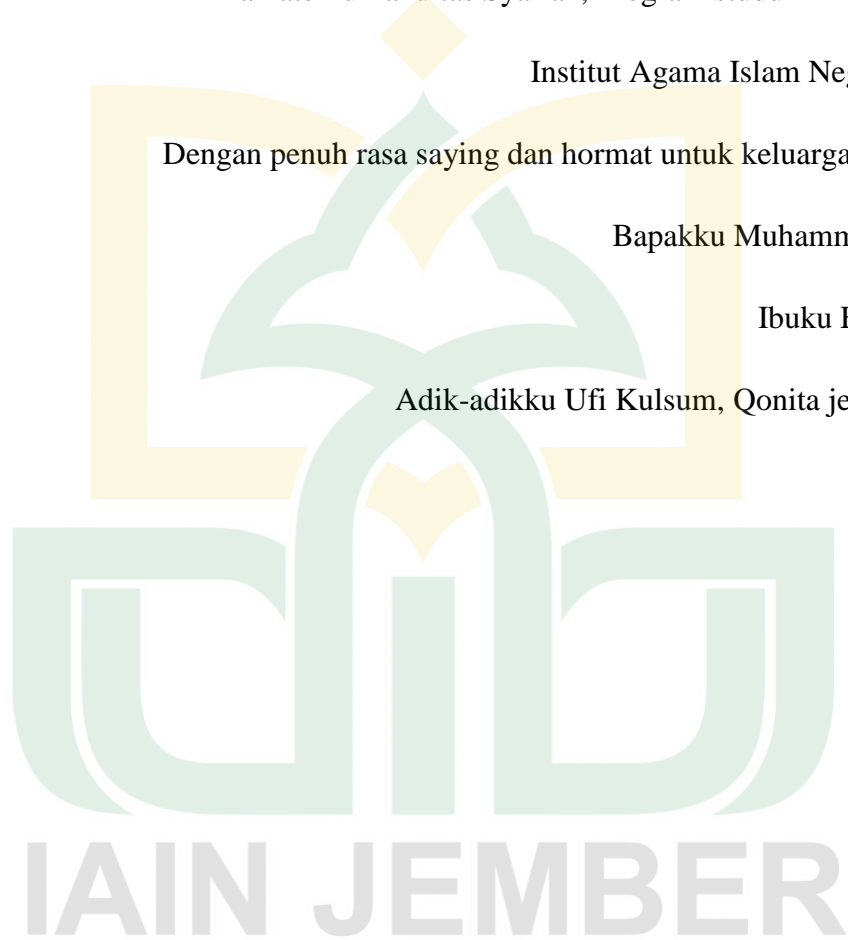 Institut Agama Islam Neg
Dengan penuh rasa saying dan hormat untuk keluarga
Bapakku Muhamm
Ibuku
Adik-adikku Ufi Kulsum, Qonita je
IAIN JEMBER